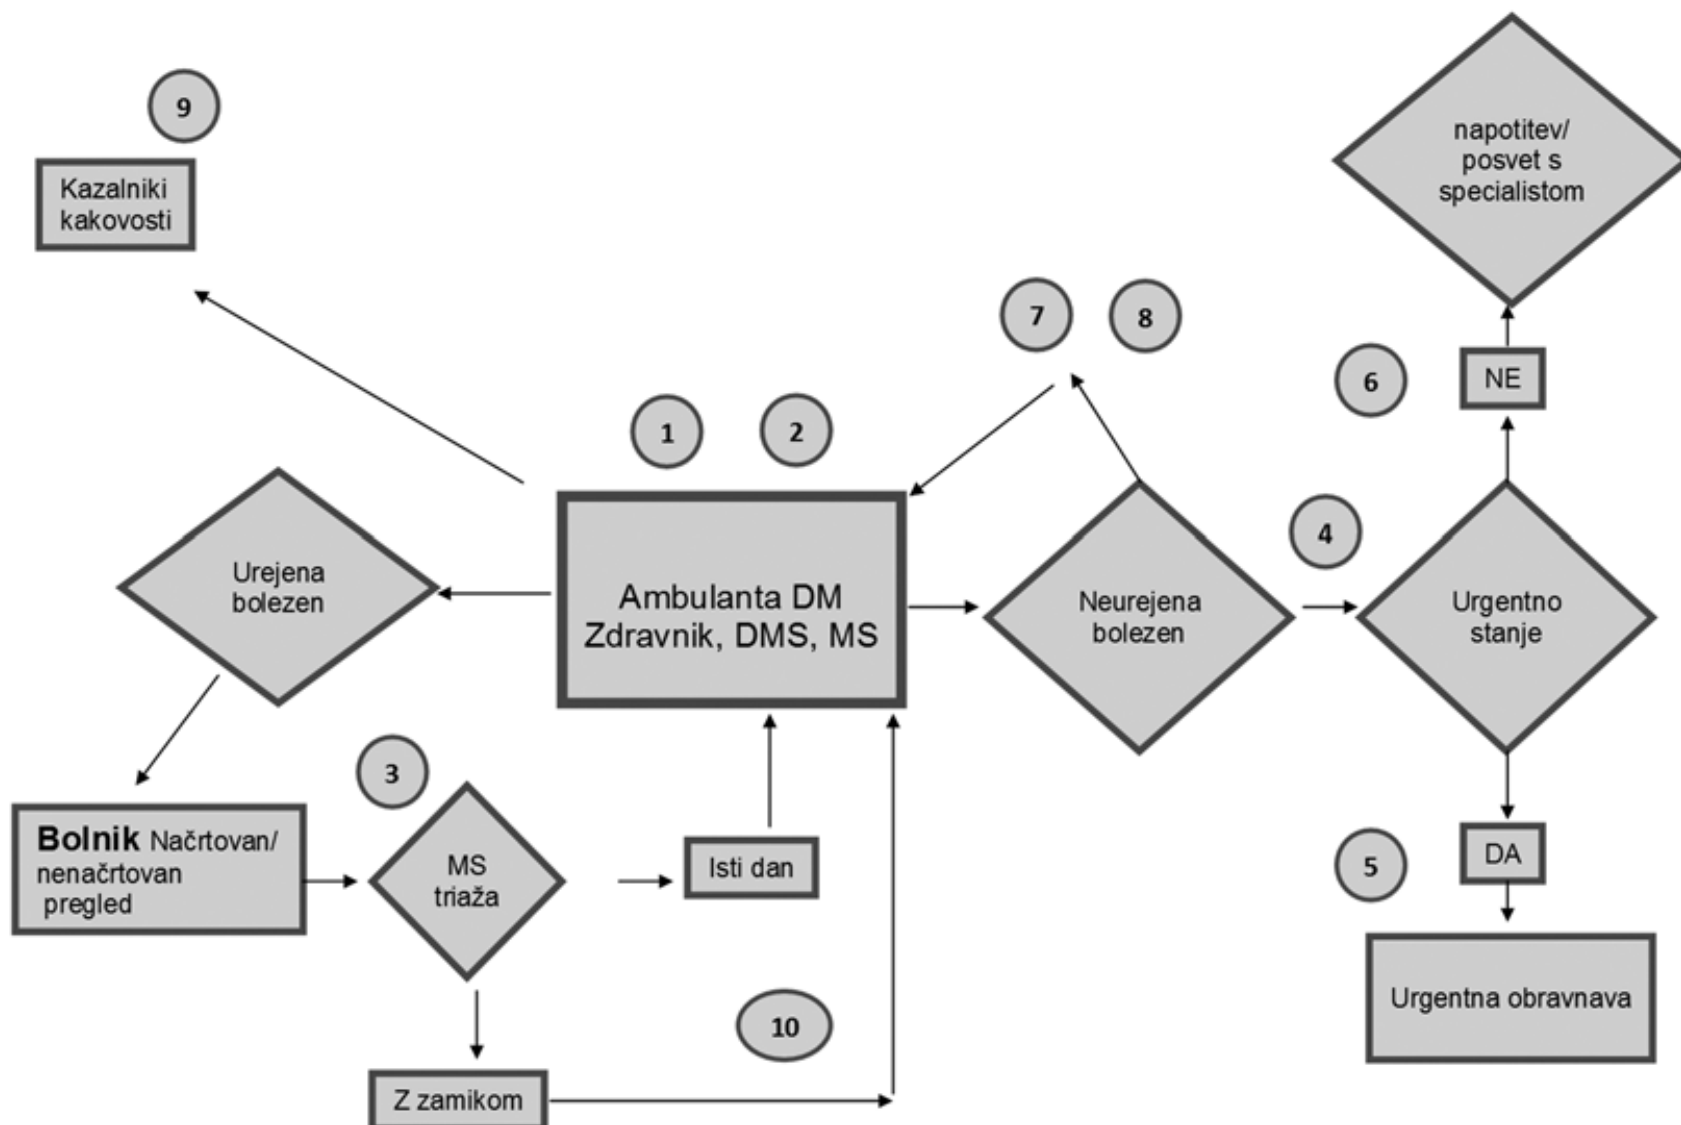 9
Kazalniki
kakovosti
napotitev/
posvet s
specialistom
7
8
6
NE
1
2
4
Urejena
bolezen
Ambulanta DM
Zdravnik, DMS, MS
Neurejena
bolezen
Urgentno
stanje
3
Bolnik Načrtovan/
nenačrtovan
pregled
MS
triaža
Isti dan
5
DA
Urgentna obravnava
10
Z zamikom